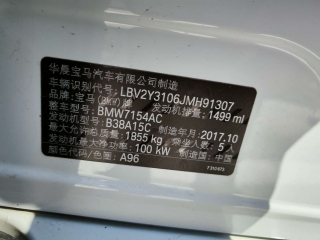 华晨宝马汽车有限公司制造
车辆识别代号: LBV2Y3106JMH91307
品牌: 宝马(BMW)牌 发动机排量: 1499 ml
整车型号: BMW7154AC
发动机型号: B38A15C 制造年月: 2017.10
最大允许总质量: 1855 kg 乘坐人数: 5人
发动机最大净功率: 100 kW 制造国: 中国
颜色代码/色差: A96